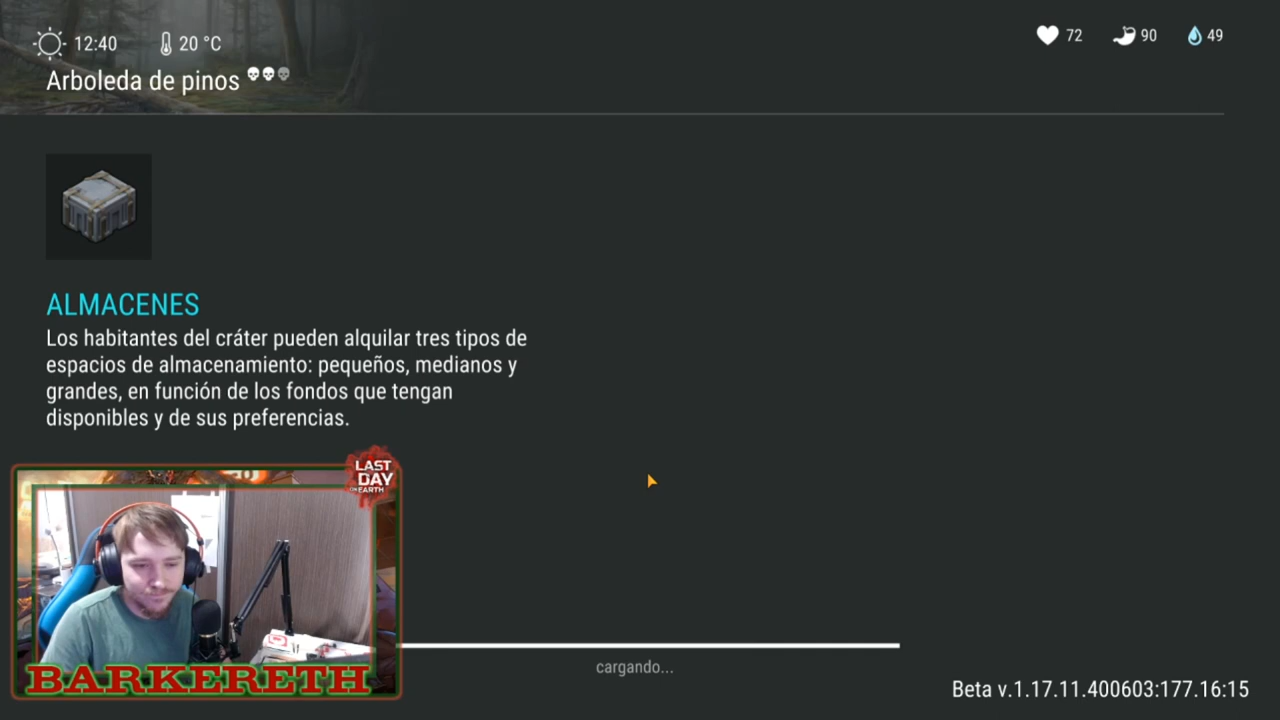 12:40
20 °C
Arboleda de pinos
72
90
49
ALMACENES
Los habitantes del cráter pueden alquilar tres tipos de
espacios de almacenamiento: pequeños, medianos y
grandes, en función de los fondos que tengan
disponibles y de sus preferencias.
LAST
DAY
ON EARTH
BARKERETH
cargando...
Beta v.1.17.11.400603:177.16:15